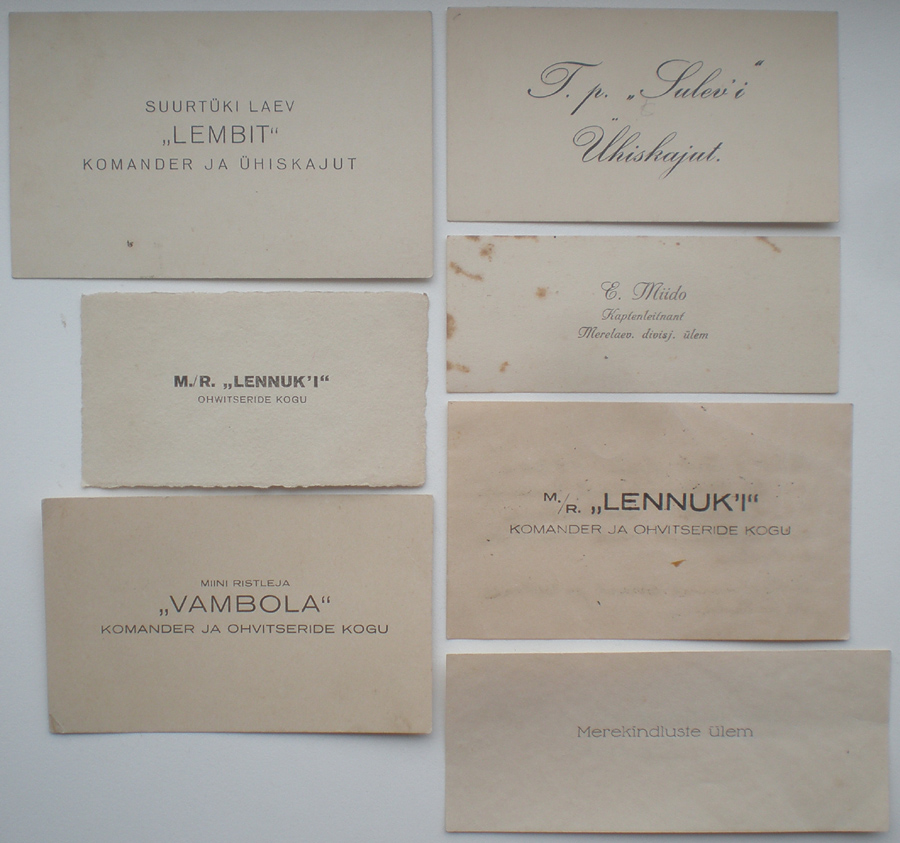 SUURTÜKI LAEV
„LEMBIT“
KOMANDER JA ÜHISKAJUT
T. p. „Sulev'i“
Ühiskajut.
E. Miido
Kaptenleitnant
Merelaev. divisj. ülem
M./R. „LENNUK'I“
OHWITSERIDE KOGU
M./R. „LENNUK'I“
KOMANDER JA OHVITSERIDE KOGU
MIINI RISTLEJA
„VAMBOLA“
KOMANDER JA OHVITSERIDE KOGU
Merekindluste ülem